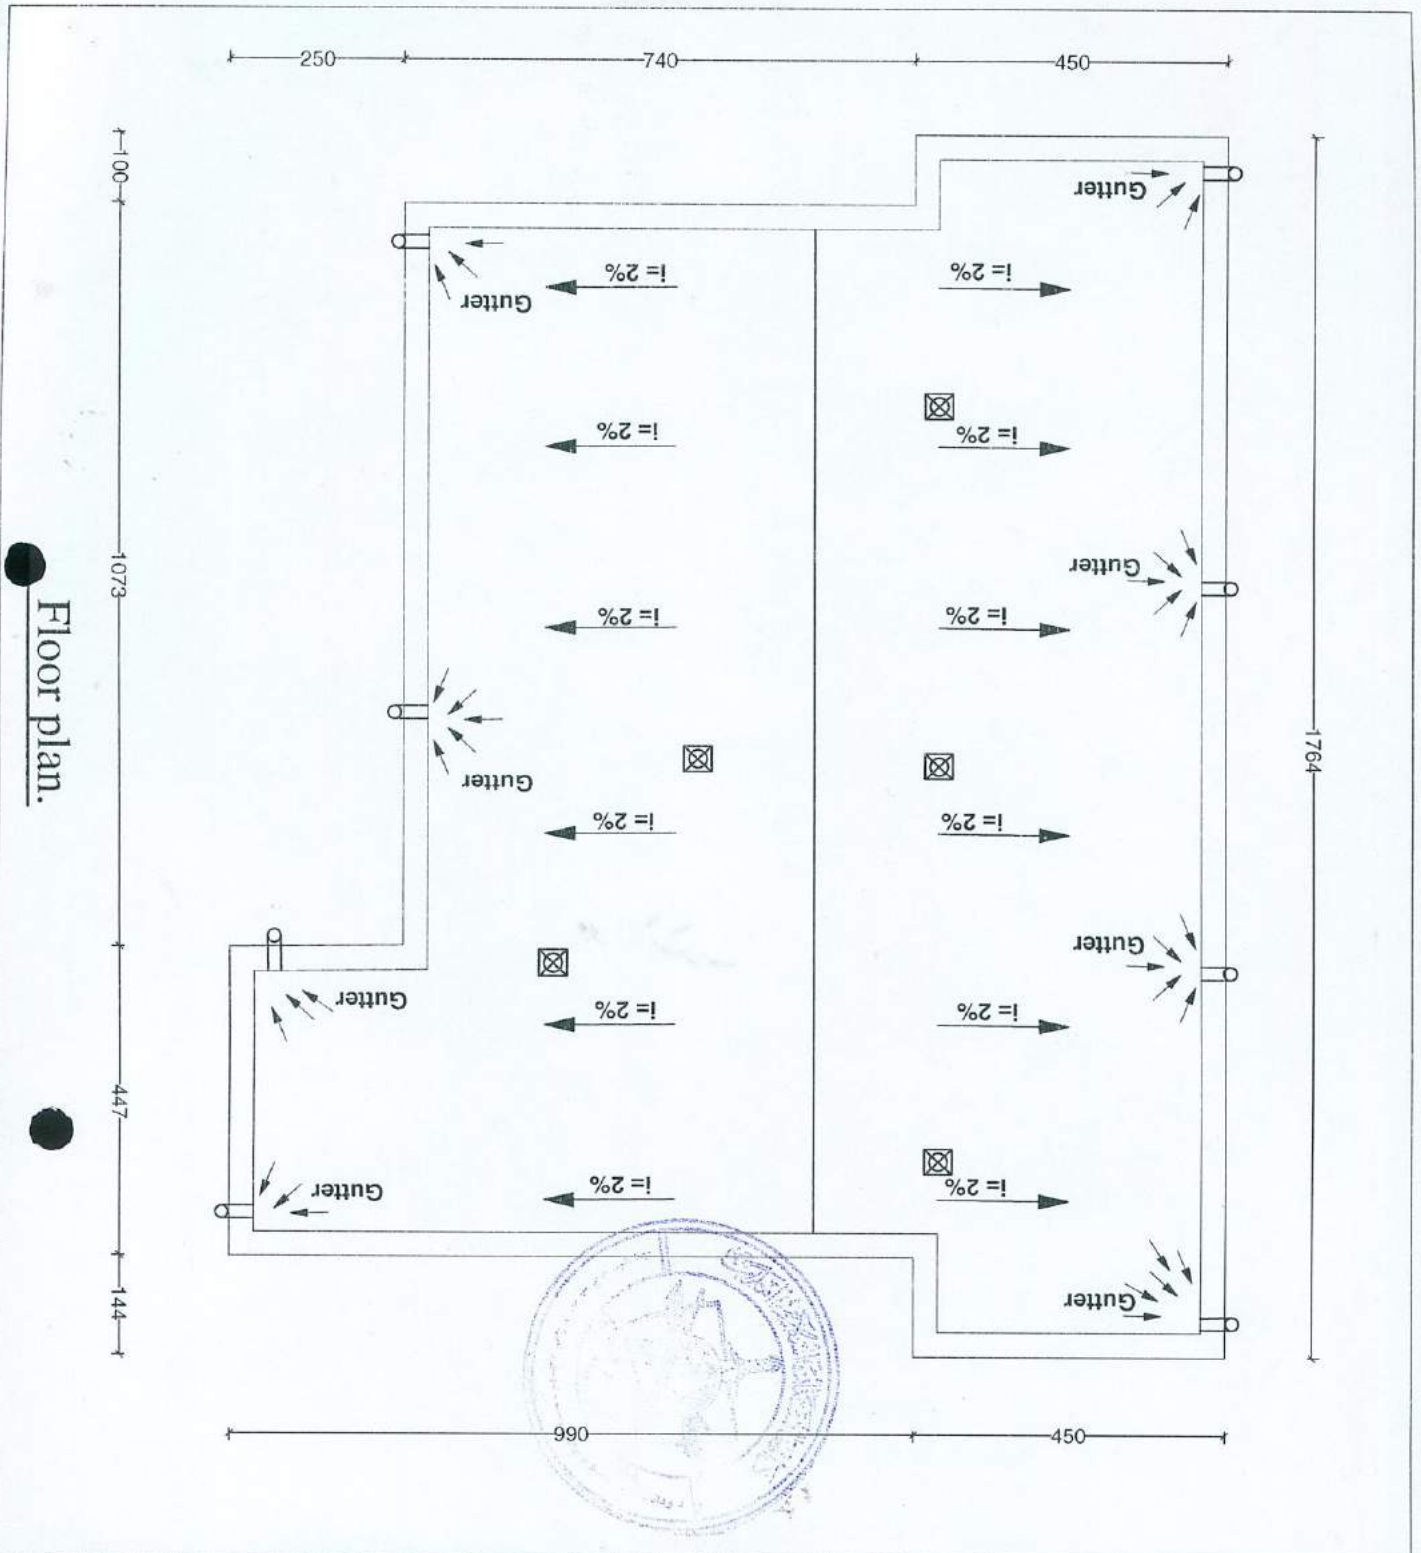 250
740
450
100
1073
447
144
1764
Gutter
Gutter
i= 2%
i= 2%
i= 2%
i= 2%
Gutter
i= 2%
i= 2%
Gutter
i= 2%
i= 2%
Gutter
Gutter
i= 2%
i= 2%
Gutter
i= 2%
i= 2%
Gutter
990
450
Floor plan.